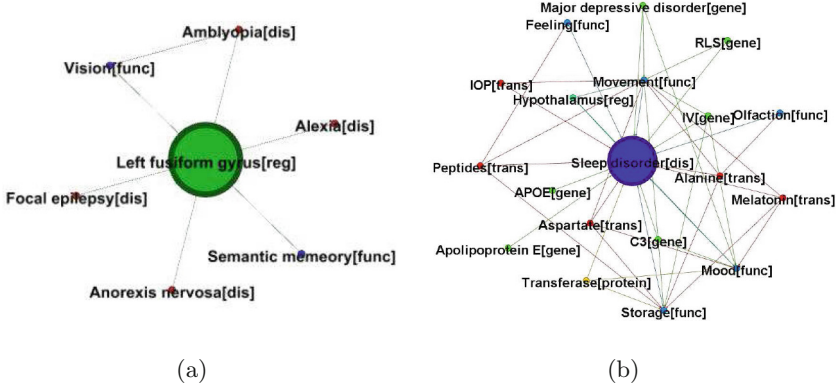 Amblyopia[dis]
Vision[func]
Alexia[dis]
Left fusiform gyrus[reg]
Focal epilepsy[dis]
Semantic memeory[func]
Anorexis nervosa[dis]
(a)
Major depressive disorder[gene]
Feeling[func]
RLS[gene]
IOP[trans]
Movement[func]
Hypothalamus[reg]
IV[gene]
Olfaction[func]
Peptides[trans]
Sleep disorder[dis]
Alanine[trans]
APOE[gene]
Melatonin[trans]
Aspartate[trans]
C3[gene]
Apolipoprotein E[gene]
Mood[func]
Transferase[protein]
Storage[func]
(b)